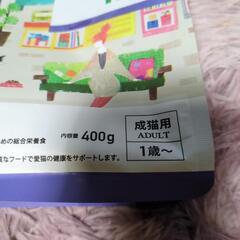 成猫用
ADULT
1歳～
内容量 400g
めの総合栄養食
なフードで愛猫の健康をサポートします。